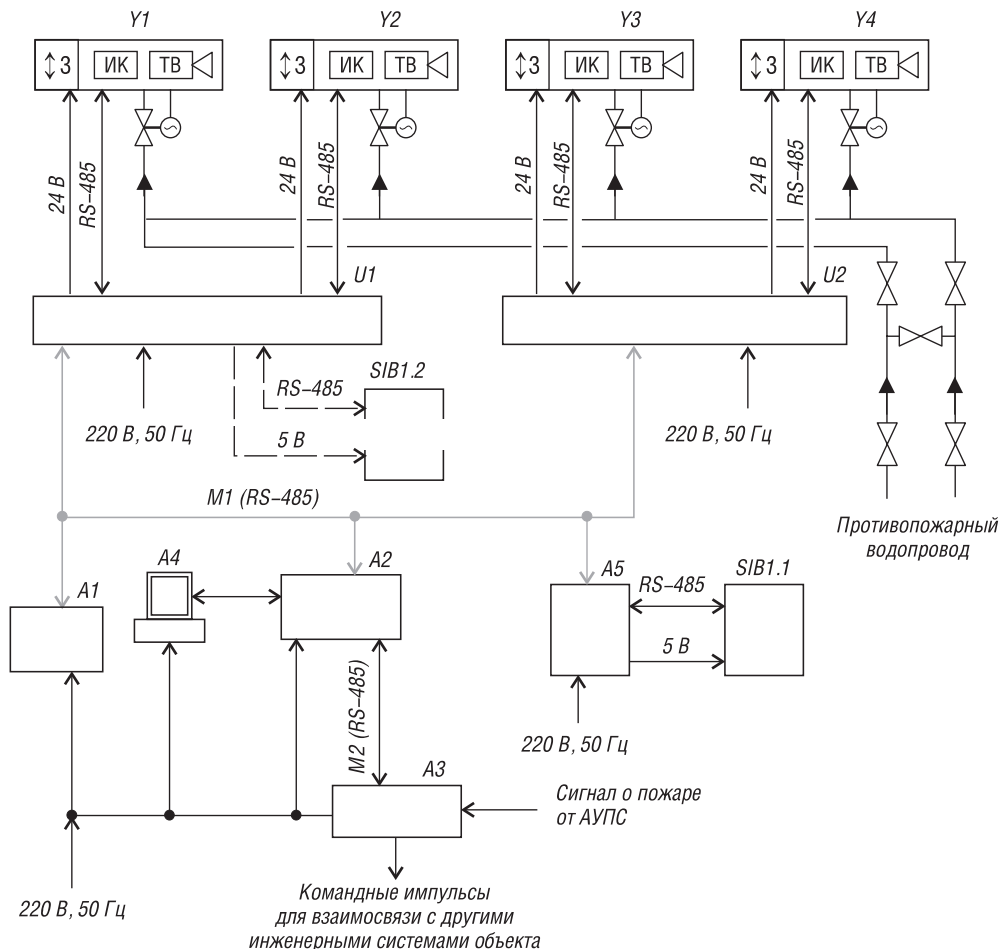 Y1
Y2
Y3
Y4
3 ИК ТВ
3 ИК ТВ
3 ИК ТВ
3 ИК ТВ
24 В
RS–485
24 В
RS–485
24 В
RS–485
24 В
RS–485
U1
U2
RS–485
SIB1.2
220 В, 50 Гц
5 В
220 В, 50 Гц
M1 (RS–485)
Противопожарный
водопровод
A1
A4
A2
A5
RS–485
SIB1.1
5 В
M2 (RS–485)
220 В, 50 Гц
A3
Сигнал о пожаре
от АУПС
220 В, 50 Гц
Командные импульсы
для взаимосвязи с другими
инженерными системами объекта